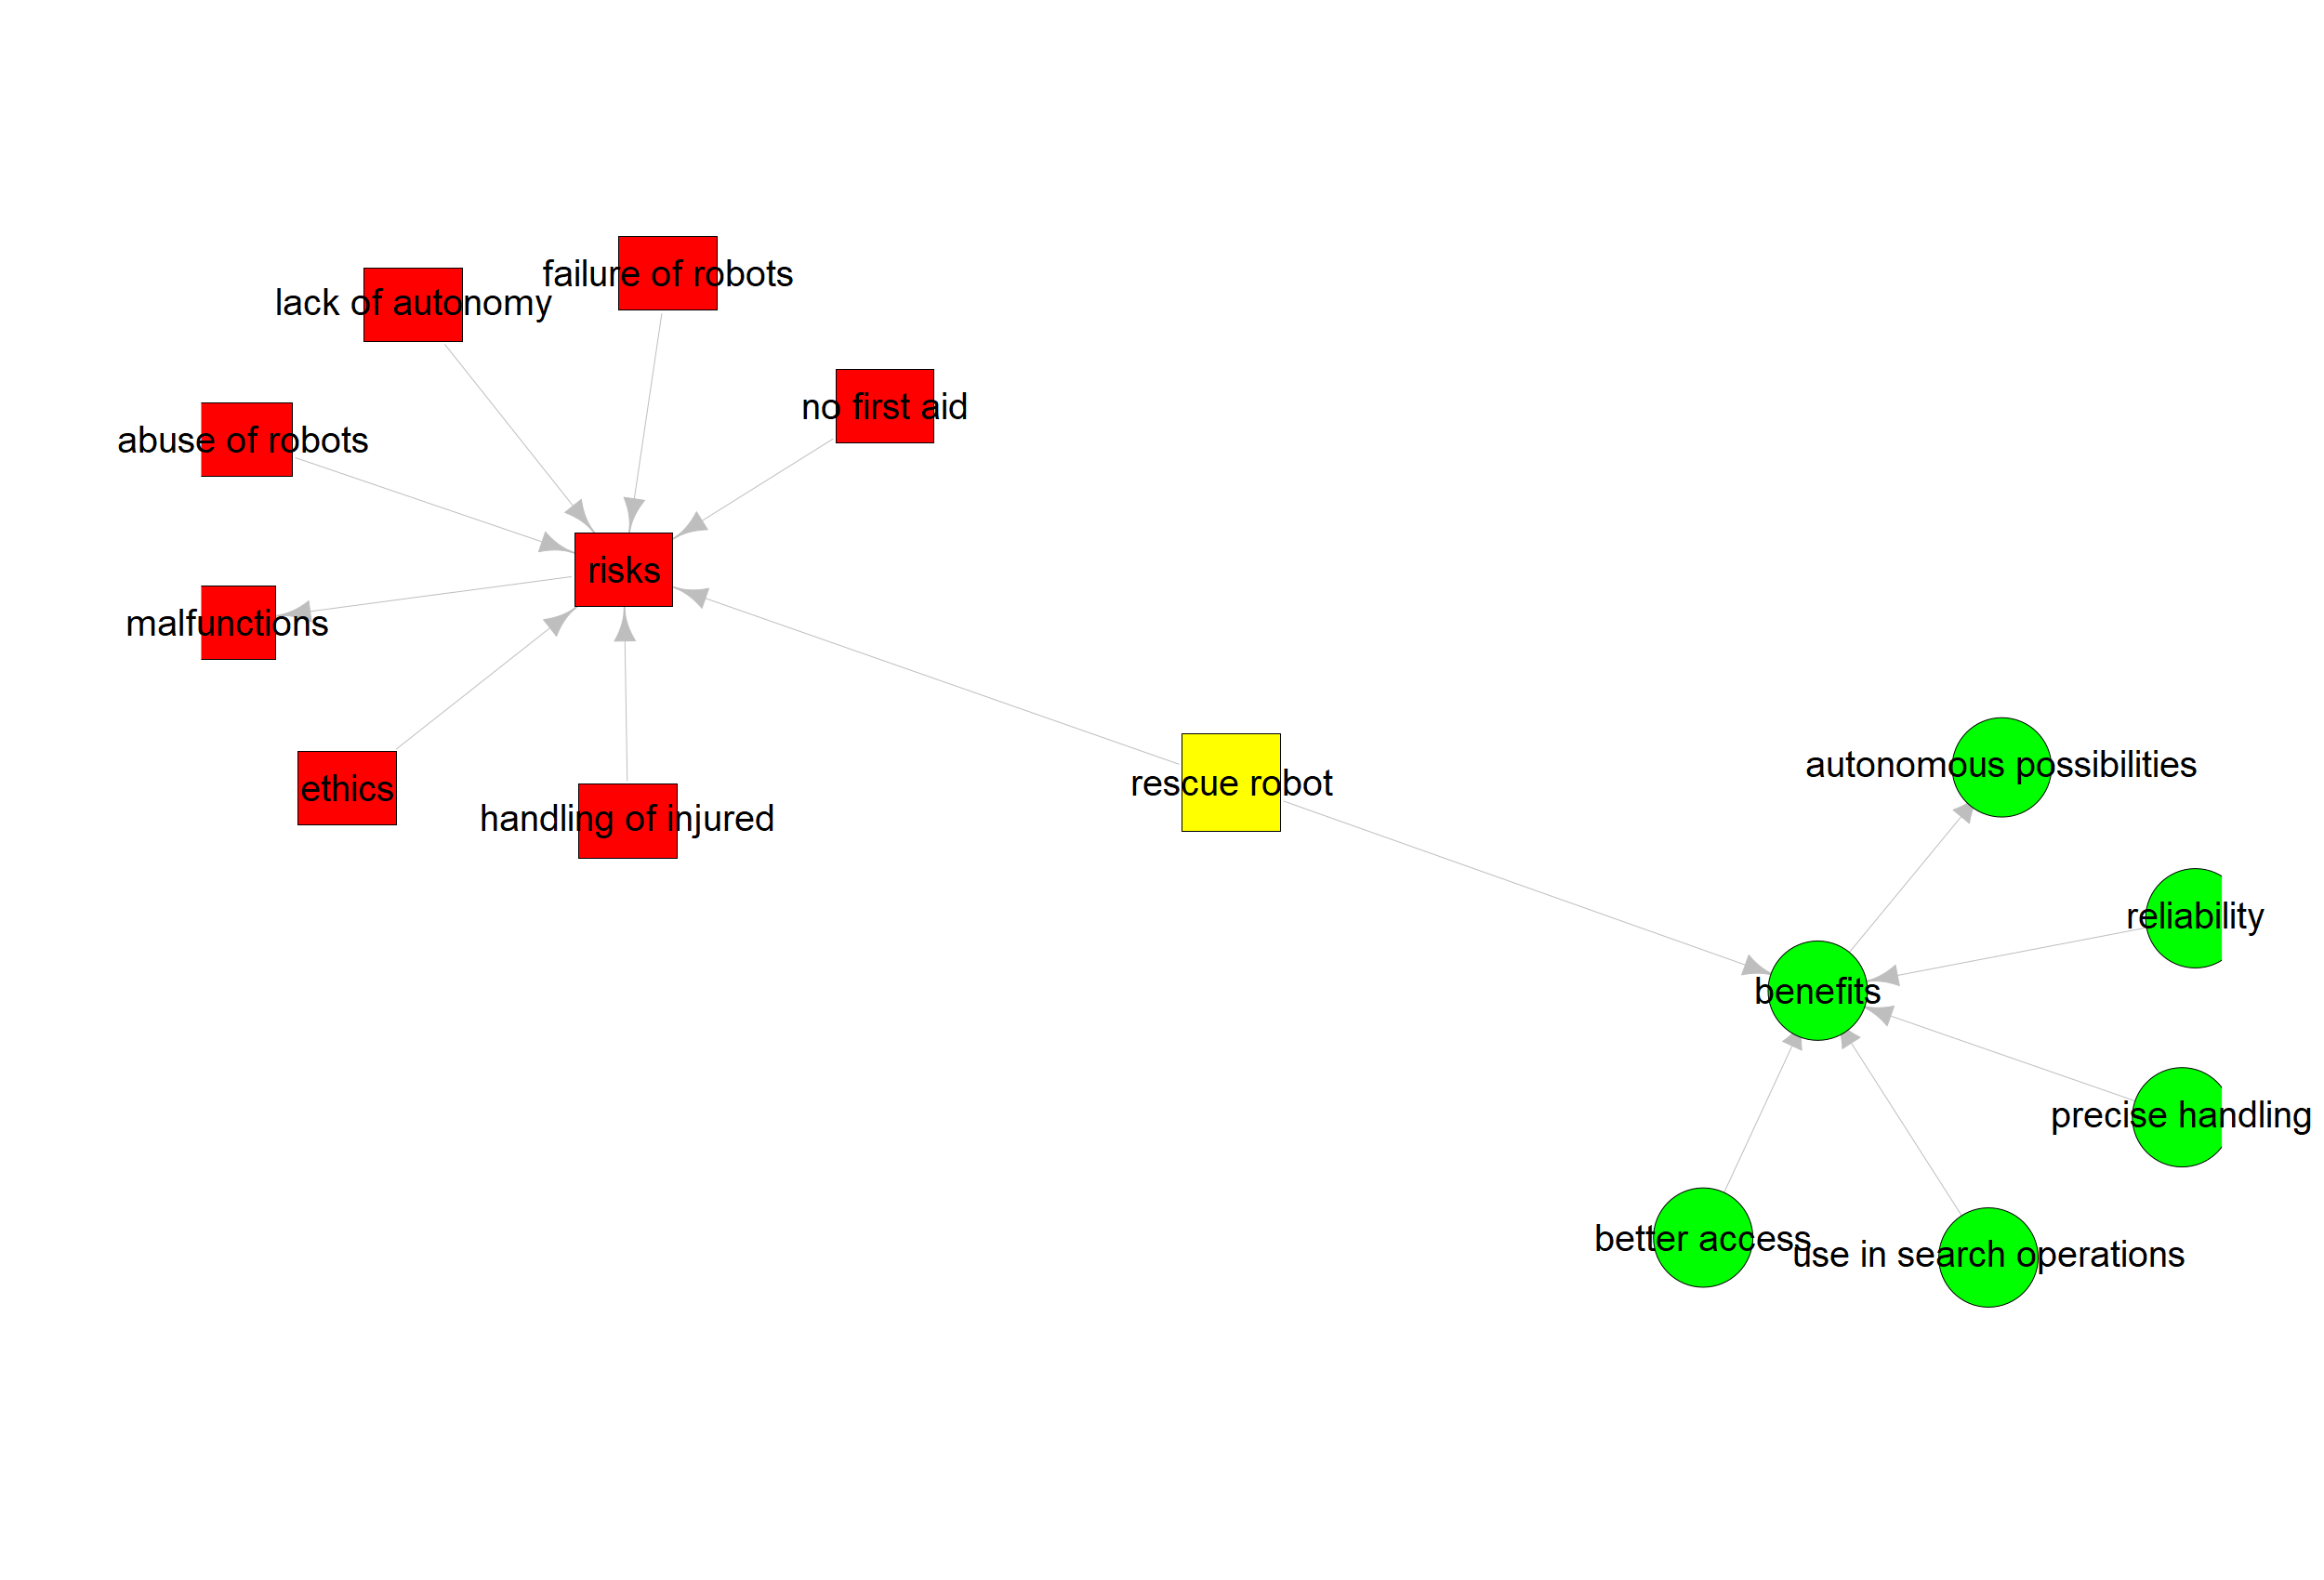 failure of robots
lack of autonomy
no first aid
abuse of robots
risks
malfunctions
ethics
handling of injured
rescue robot
autonomous possibilities
reliability
benefits
precise handling
better access
use in search operations